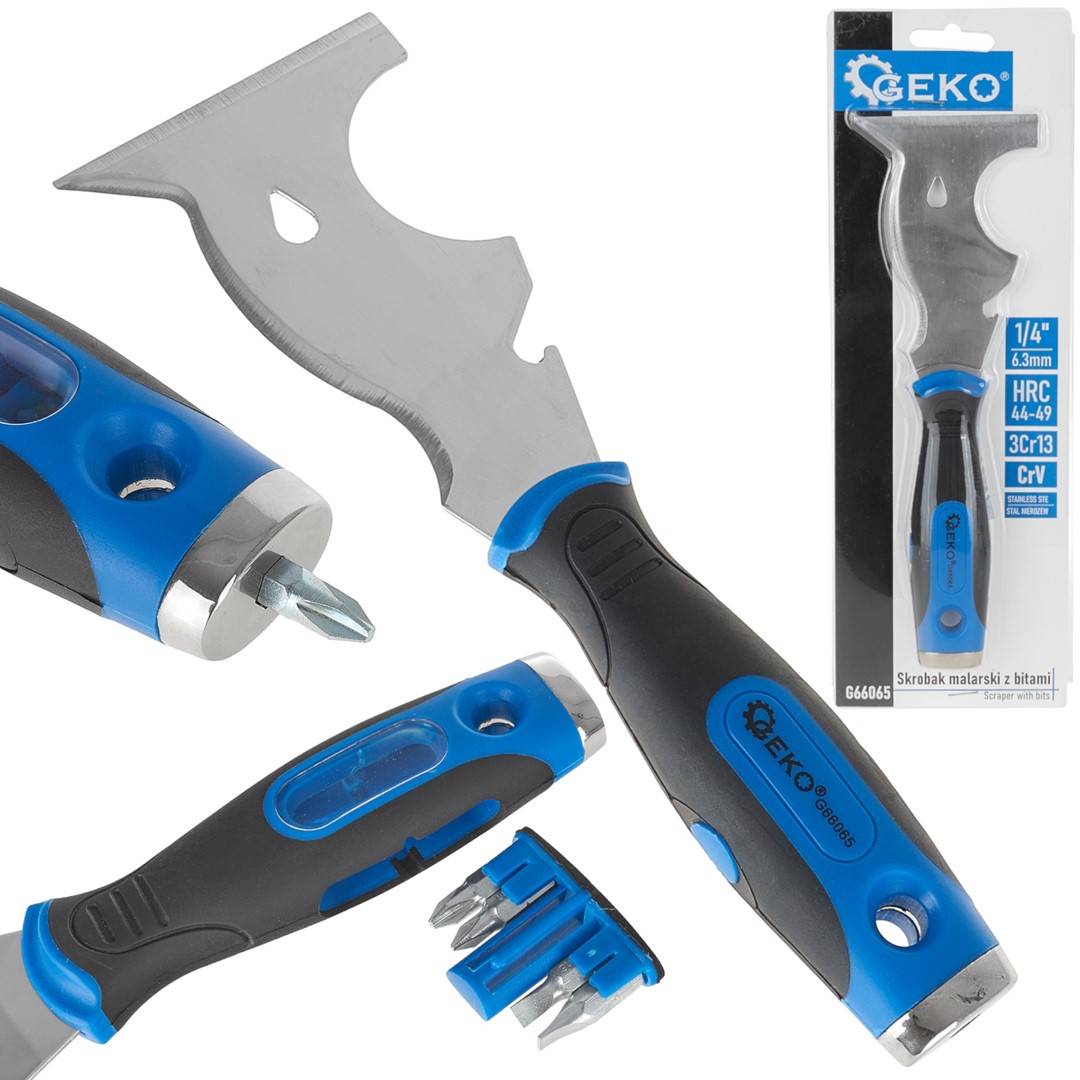 GEKO®
1/4"
6.3mm
HRC
44-49
3Cr13
CrV
STAINLESS STE
STAL NIERDZEW
GEKO®
G66065
Skrobak malarski z bitami
Scraper with bits
GEKO®
G66065